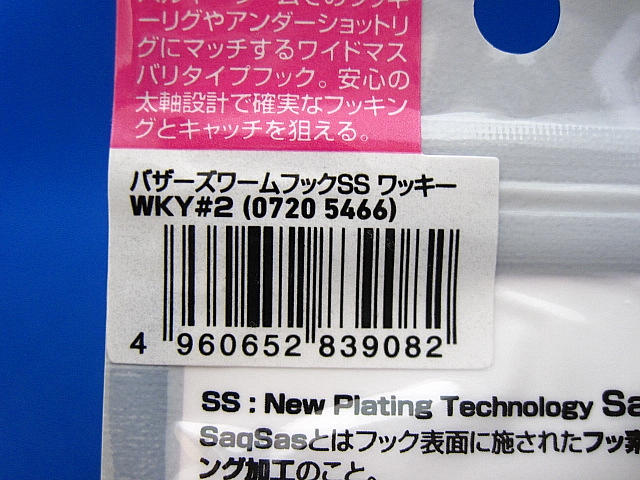 ーリグやアンダーショットリ
グにマッチするワイドマス
バリタイプフック。安心の
太軸設計で確実なフッキン
グとキャッチを狙える。
バザーズワームフックSS ワッキー
WKY#2 (0720 5466)
4 960652 839082
SS : New Plating Technology
SaqSasとはフック表面に施されたフッ素
ング加工のこと。